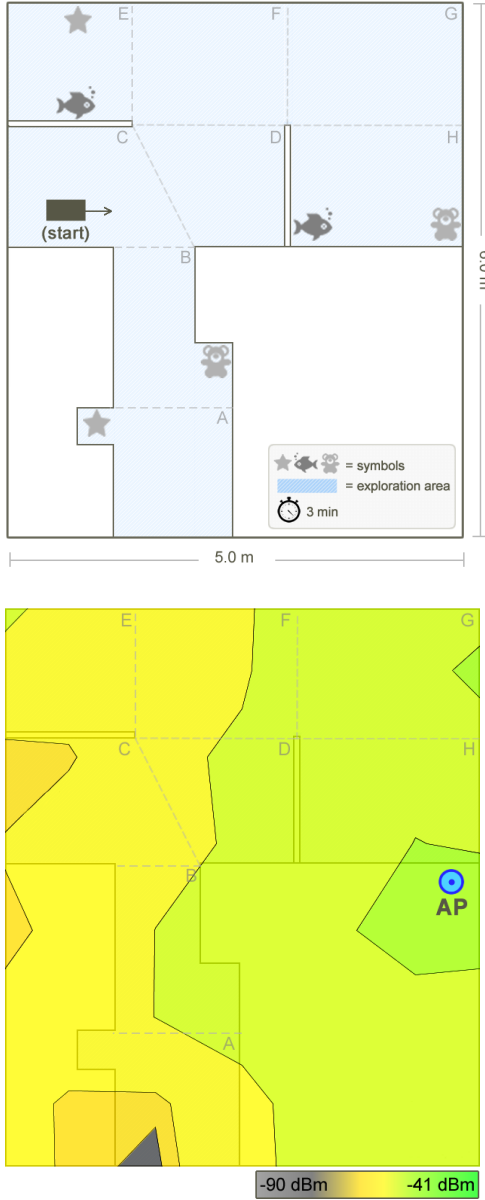 E F G
C D H
(start)
B
A
= symbols
= exploration area
3 min
5.0 m
E F G
C D H
B
AP
A
-90 dBm -41 dBm